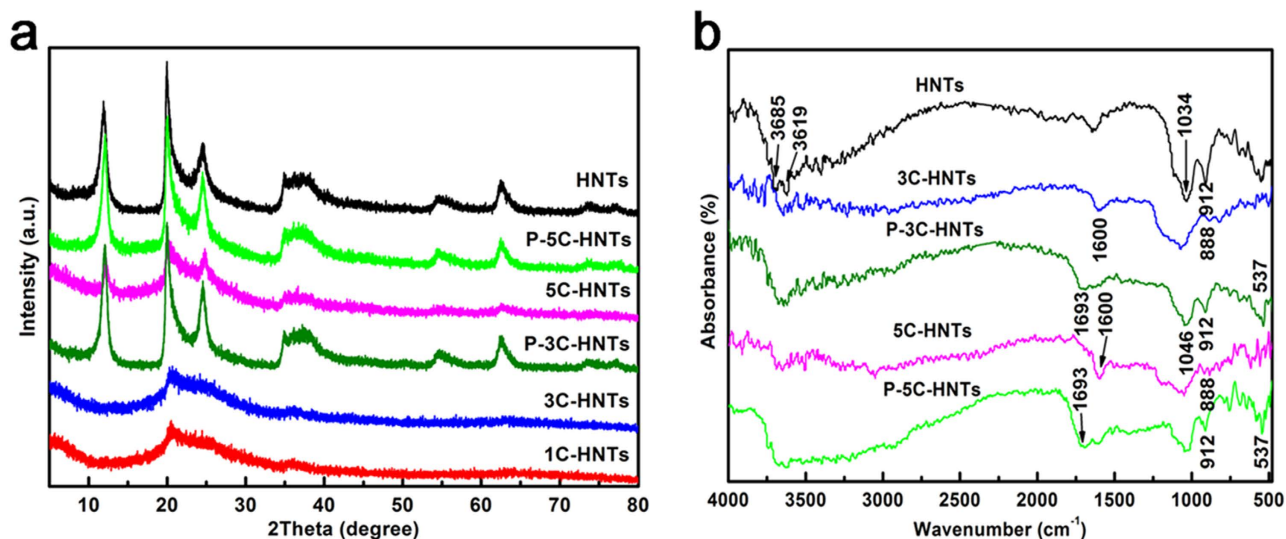 a
Intensity (a.u.)
HNTs
P-5C-HNTs
5C-HNTs
P-3C-HNTs
3C-HNTs
1C-HNTs
10 20 30 40 50 60 70 80
2Theta (degree)
b
Absorbance (%)
HNTs
3685
3619
1034
912
3C-HNTs
1600
888
P-3C-HNTs
1693
1046
912
537
5C-HNTs
1600
888
P-5C-HNTs
1693
912
537
4000 3500 3000 2500 2000 1500 1000 500
Wavenumber (cm⁻¹)